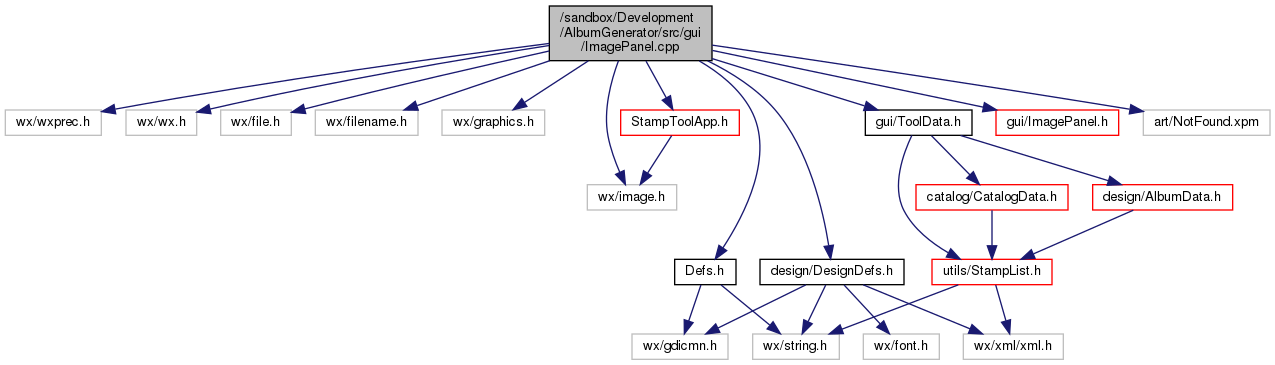 /sandbox/Development
/AlbumGenerator/src/gui
/ImagePanel.cpp
wx/wxprec.h
wx/wx.h
wx/file.h
wx/filename.h
wx/graphics.h
StampToolApp.h
gui/ToolData.h
gui/ImagePanel.h
art/NotFound.xpm
wx/image.h
catalog/CatalogData.h
design/AlbumData.h
Defs.h
design/DesignDefs.h
utils/StampList.h
wx/gdicmn.h
wx/string.h
wx/font.h
wx/xml/xml.h